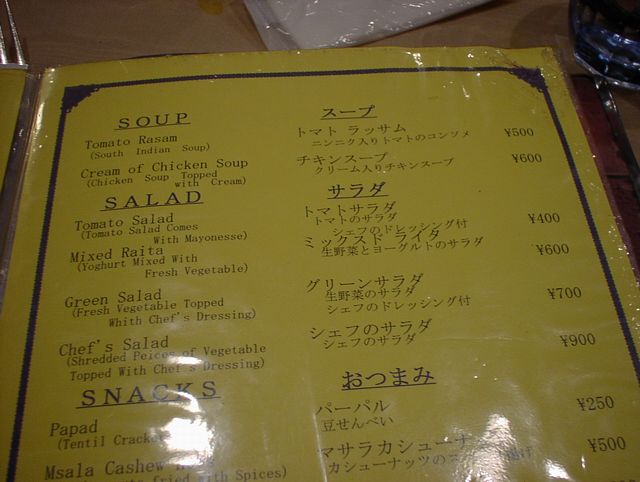 SOUP スープ
Tomato Rasam トマト ラッサム ¥500
(South Indian Soup) ニンニク入りトマトのコンソメ
Cream of Chicken Soup チキンスープ ¥600
(Chicken Soup Topped クリーム入りチキンスープ
with Cream)
SALAD サラダ
Tomato Salad トマトサラダ ¥400
(Tomato Salad Comes トマトのサラダ
With Mayonesse) シェフのドレッシング付
Mixed Raita ミックスド ライタ ¥600
(Yoghurt Mixed With 生野菜とヨーグルトのサラダ
Fresh Vegetable)
Green Salad グリーンサラダ ¥700
(Fresh Vegetable Topped 生野菜のサラダ
Whith Chef's Dressing) シェフのドレッシング付
Chef's Salad シェフのサラダ ¥900
(Shredded Peices of Vegetable シェフのサラダ
Topped With Chef's Dressing)
SNACKS おつまみ
Papad パーパル ¥250
(Tentil Cracke 豆せんべい
Msala Cashew マサラカシューナ ¥500
fried with Spices) カシューナッツのス